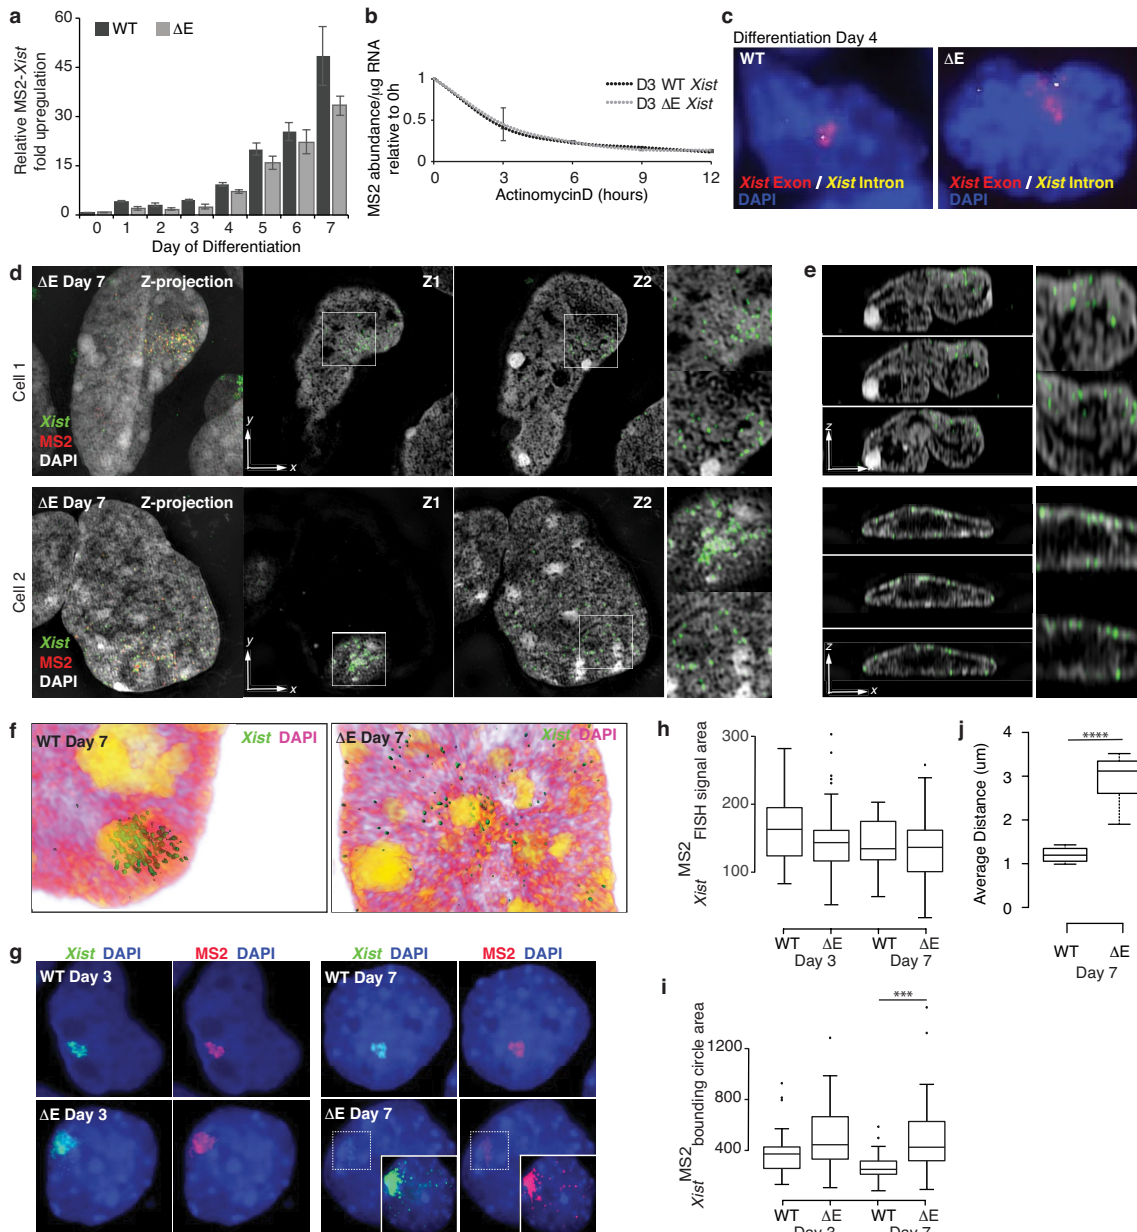 a
Relative MS2-Xist
fold upregulation
60
45
30
15
0
WT
ΔE
0 1 2 3 4 5 6 7
Day of Differentiation
b
MS2 abundance/µg RNA
relative to 0h
1
0.5
0
D3 WT Xist
D3 ΔE Xist
0 3 6 9 12
ActinomycinD (hours)
c
Differentiation Day 4
WT
Xist Exon / Xist Intron
DAPI
ΔE
Xist Exon / Xist Intron
DAPI
d
Cell 1
ΔE Day 7
Z-projection
Z1
Z2
Xist
MS2
DAPI
y
x
Cell 2
ΔE Day 7
Z-projection
Z1
Z2
Xist
MS2
DAPI
y
x
e
z
x
z
x
f
WT Day 7
Xist DAPI
ΔE Day 7
Xist DAPI
g
Xist DAPI
MS2 DAPI
Xist DAPI
MS2 DAPI
WT Day 3
WT Day 7
ΔE Day 3
ΔE Day 7
h
Xist MS2 FISH signal area
300
200
100
WT ΔE WT ΔE
Day 3 Day 7
i
Xist MS2 bounding circle area
1200
800
400
***
WT ΔE WT ΔE
Day 3 Day 7
j
Average Distance (um)
4
3
2
1
0
****
WT ΔE
Day 7